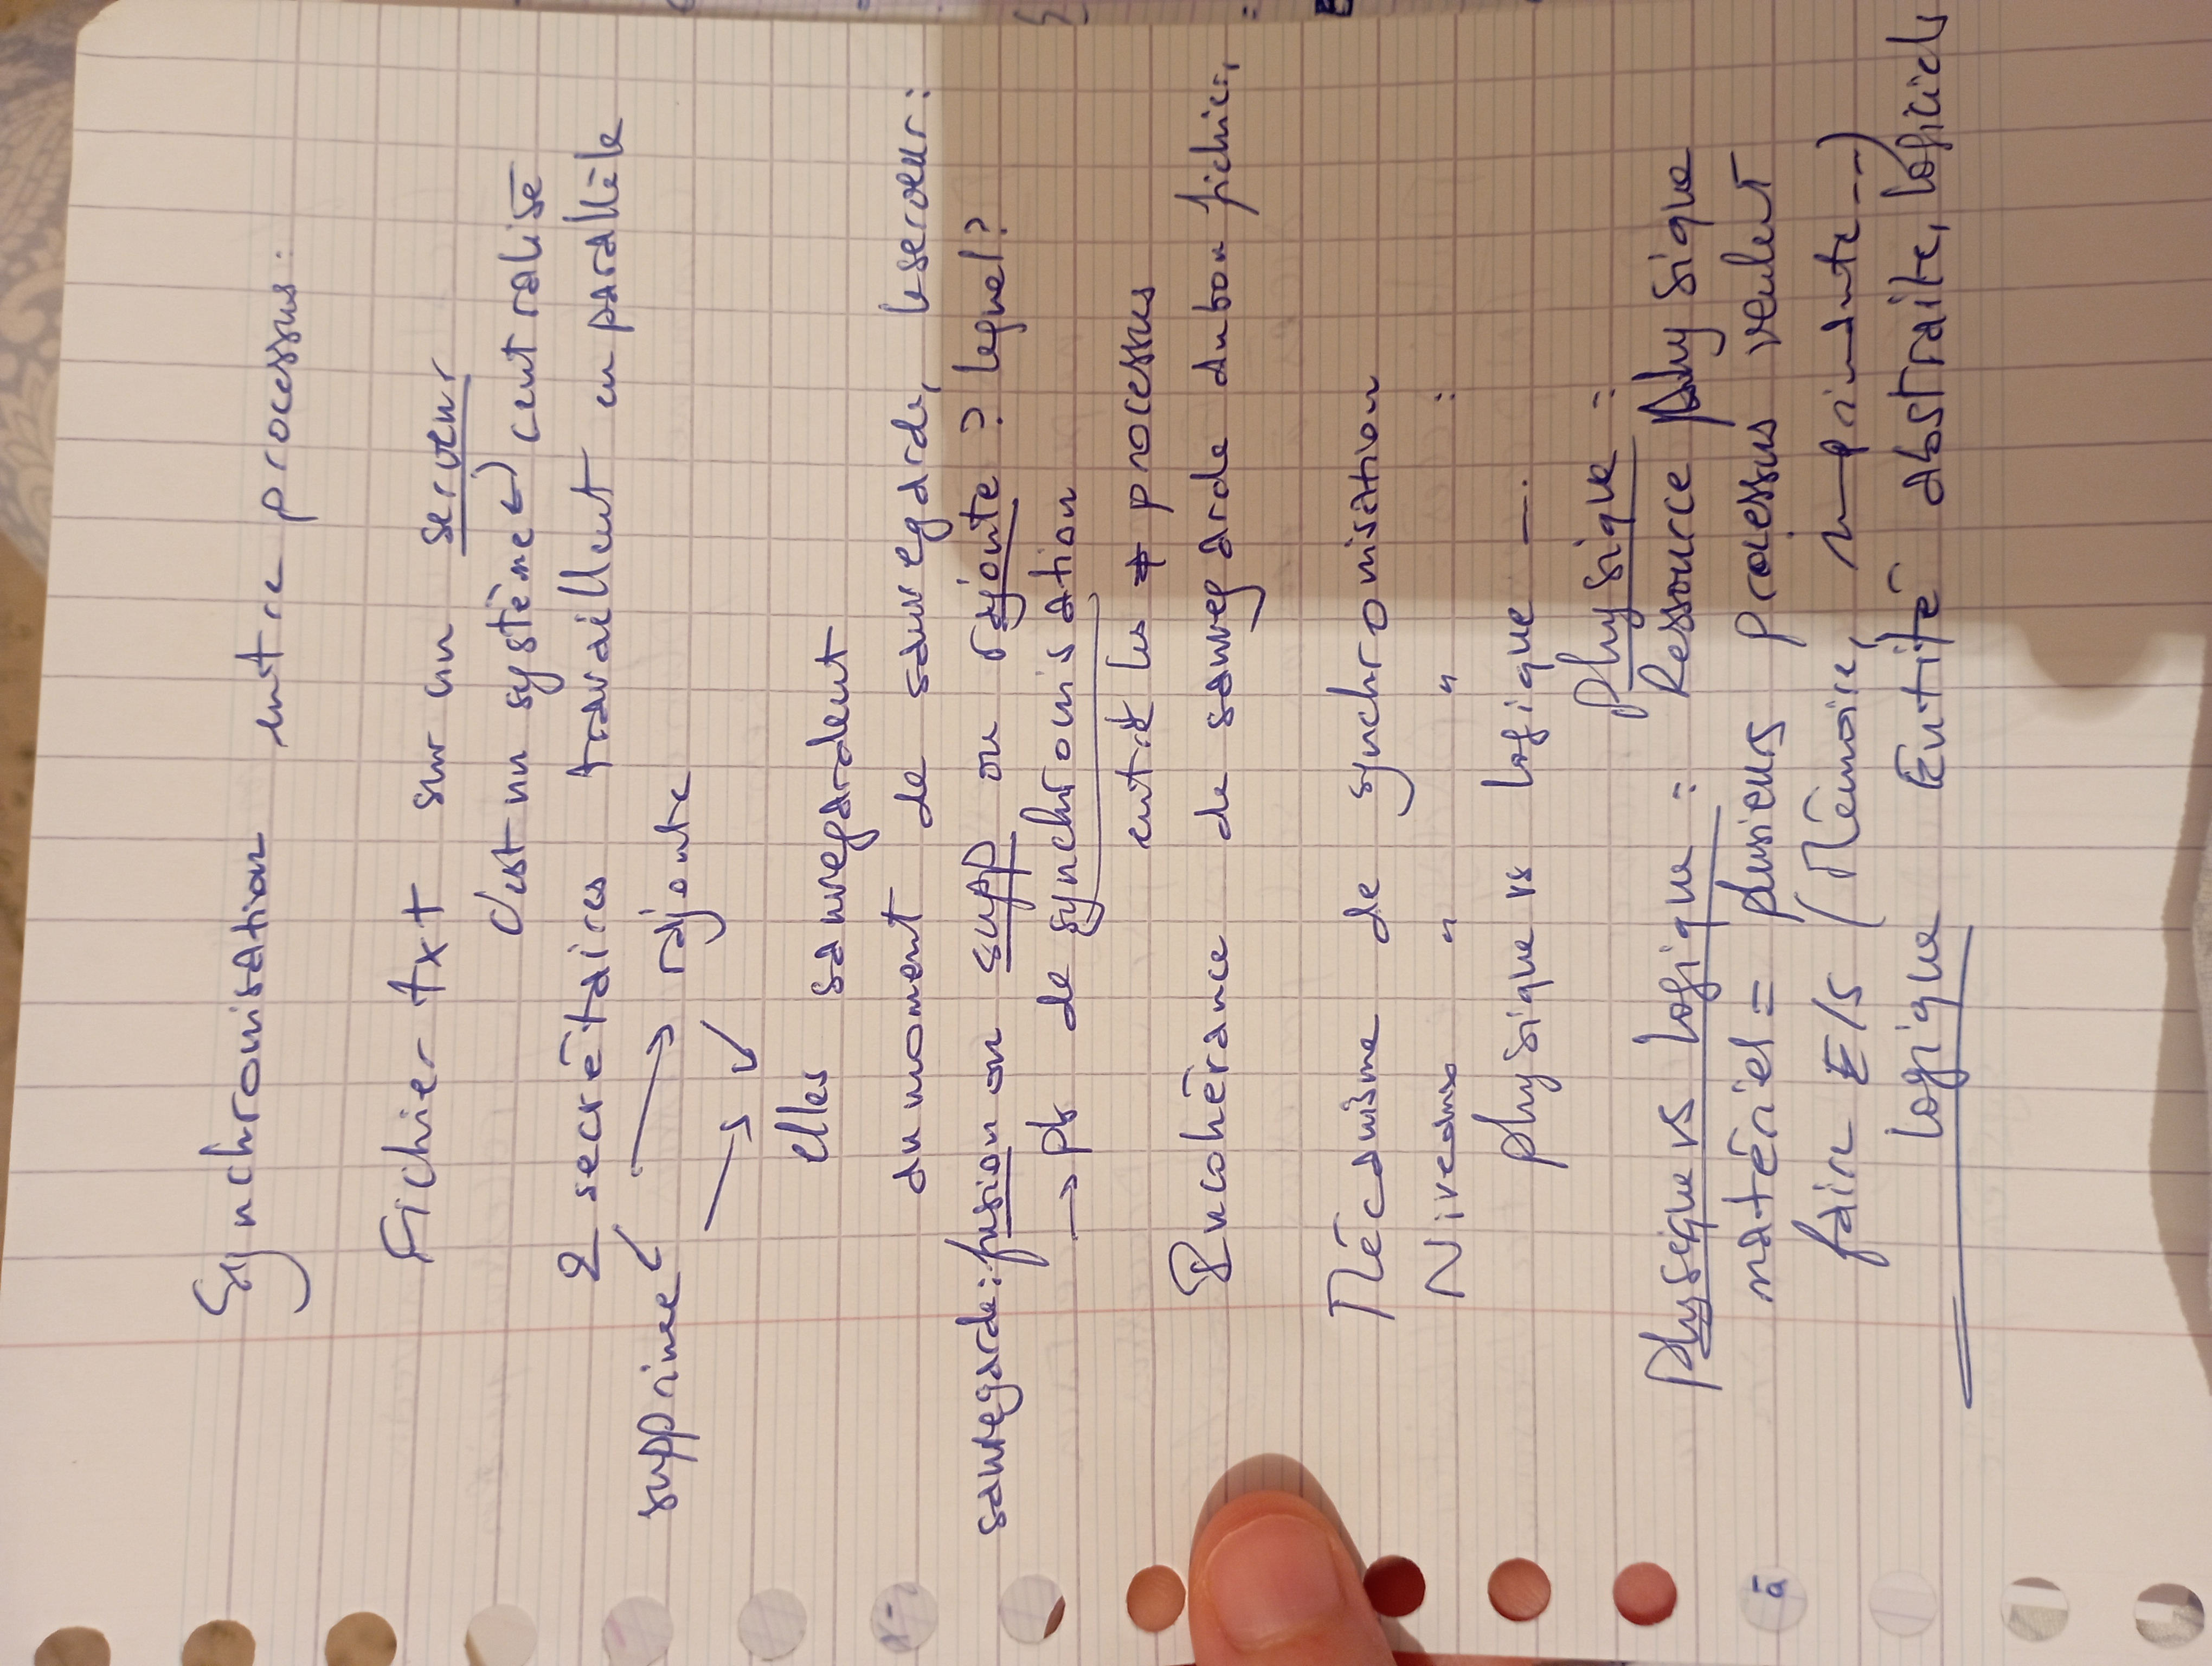 Synchronisation entre processus :
Fichier txt sur un serveur
c'est un système ↩ centralisé
2 secrétaires travaillent en parallèle
supprime rajoute
elles sauvegardent
au moment de sauvegarde, le serveur :
sauvegarde : fusion ou supp ou rajoute ? lequel ?
→ pb de synchronisation
entre les ≠ processus
Incohérance de sauvegarde du bon fichier,
Mécanisme de synchronisation
Niveaux " " :
physique vs logique —.
physique =
physique vs logique : Ressource physique
matériel = plusieurs processus veulent
faire E/S (Mémoire, imprimante --)
logique Entité abstraite, logiciels
ā